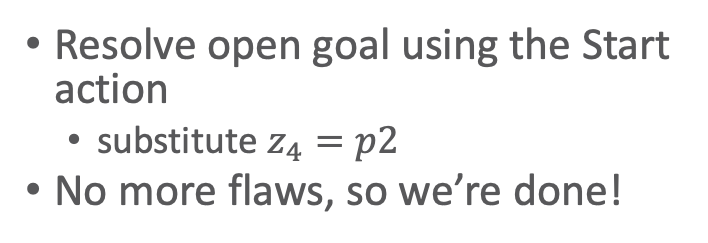 • Resolve open goal using the Start
action
• substitute z₄ = p2
• No more flaws, so we’re done!